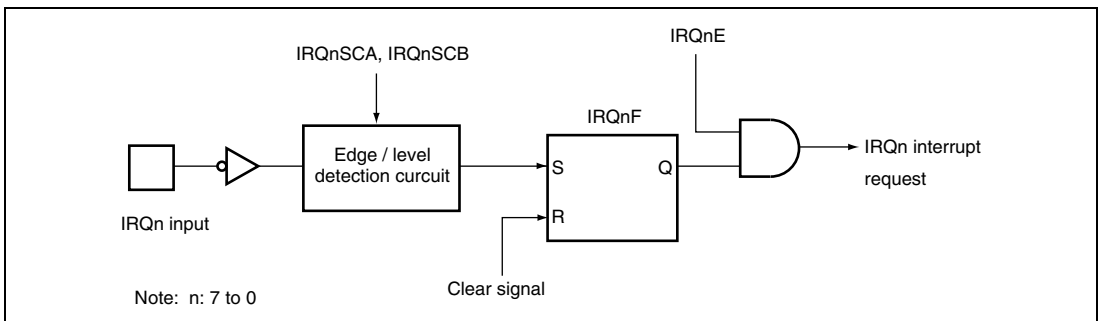 IRQnSCA, IRQnSCB
IRQnE
IRQnF
Edge / level
detection curcuit
S
Q
R
IRQn interrupt
request
IRQn input
Clear signal
Note: n: 7 to 0